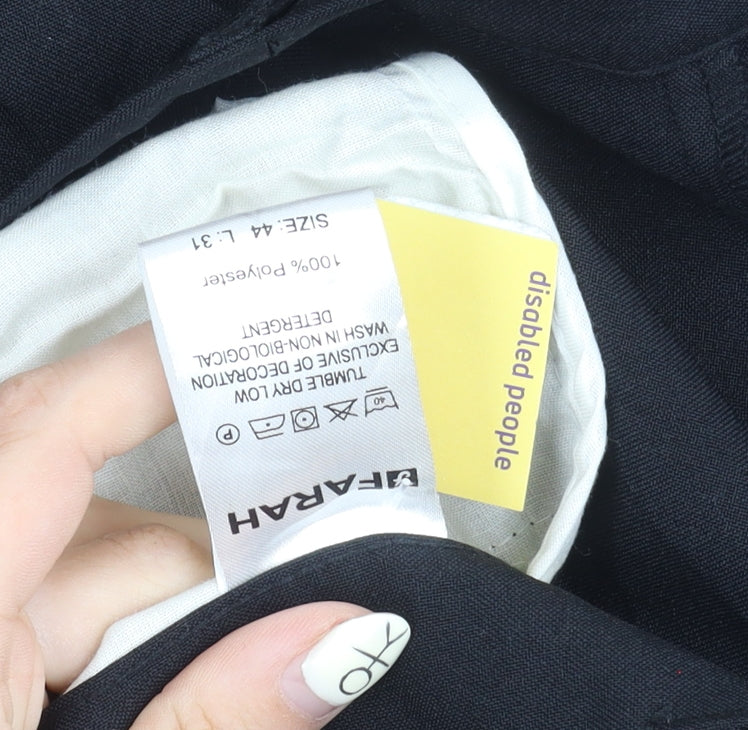 FARAH
40
P
TUMBLE DRY LOW
EXCLUSIVE OF DECORATION
WASH IN NON-BIOLOGICAL
DETERGENT
100% Polyester
SIZE: 44 L: 31
disabled people